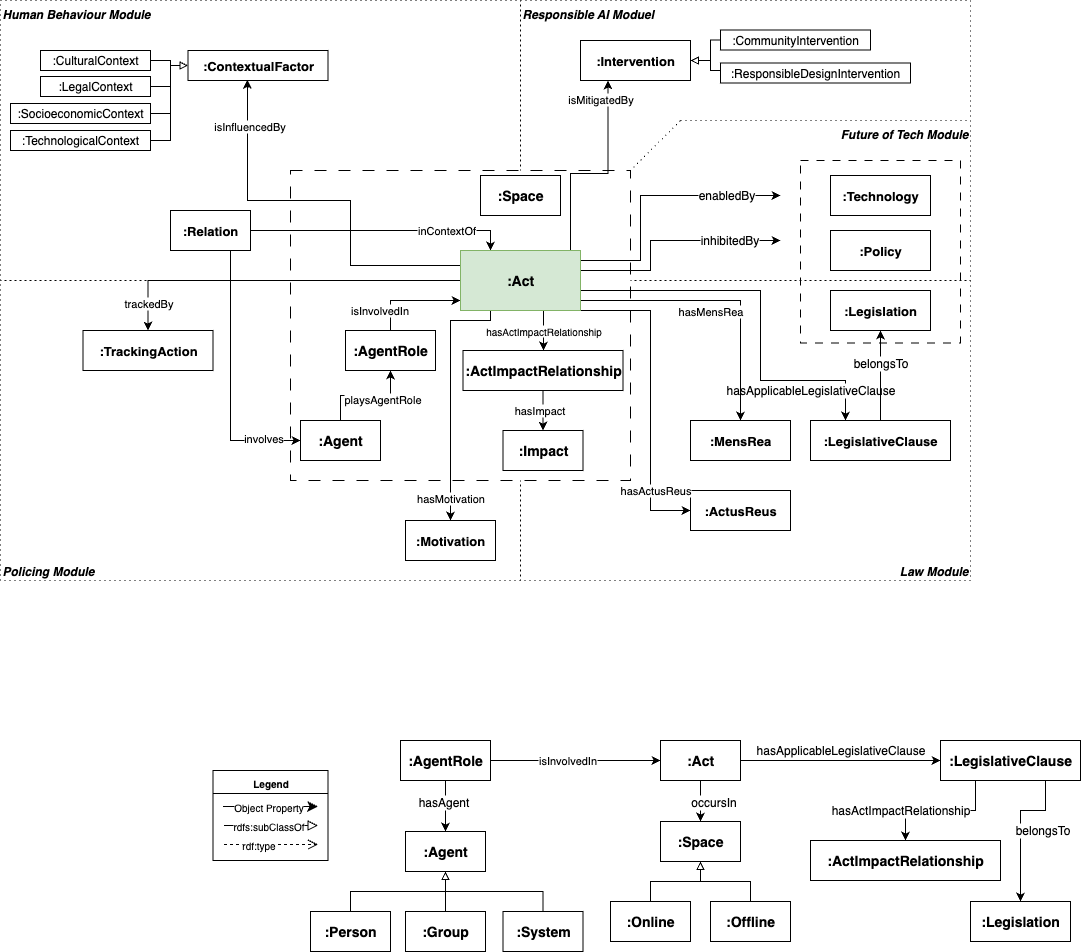 Human Behaviour Module
Responsible AI Moduel
:CulturalContext
:LegalContext
:SocioeconomicContext
:TechnologicalContext
:ContextualFactor
isInfluencedBy
:Intervention
:CommunityIntervention
:ResponsibleDesignIntervention
isMitigatedBy
Future of Tech Module
:Space
:Technology
enabledBy
:Relation
inContextOf
inhibitedBy
:Policy
:Act
trackedBy
isInvolvedIn
hasActImpactRelationship
hasMensRea
:Legislation
:TrackingAction
:AgentRole
:ActImpactRelationship
belongsTo
playsAgentRole
hasImpact
hasApplicableLegislativeClause
involves
:Agent
:Impact
:MensRea
:LegislativeClause
hasMotivation
hasActusReus
:ActusReus
:Motivation
Policing Module
Law Module
:AgentRole
isInvolvedIn
:Act
hasApplicableLegislativeClause
:LegislativeClause
Legend
Object Property
rdfs:subClassOf
rdf:type
hasAgent
occursIn
hasActImpactRelationship
belongsTo
:Agent
:Space
:ActImpactRelationship
:Person
:Group
:System
:Online
:Offline
:Legislation